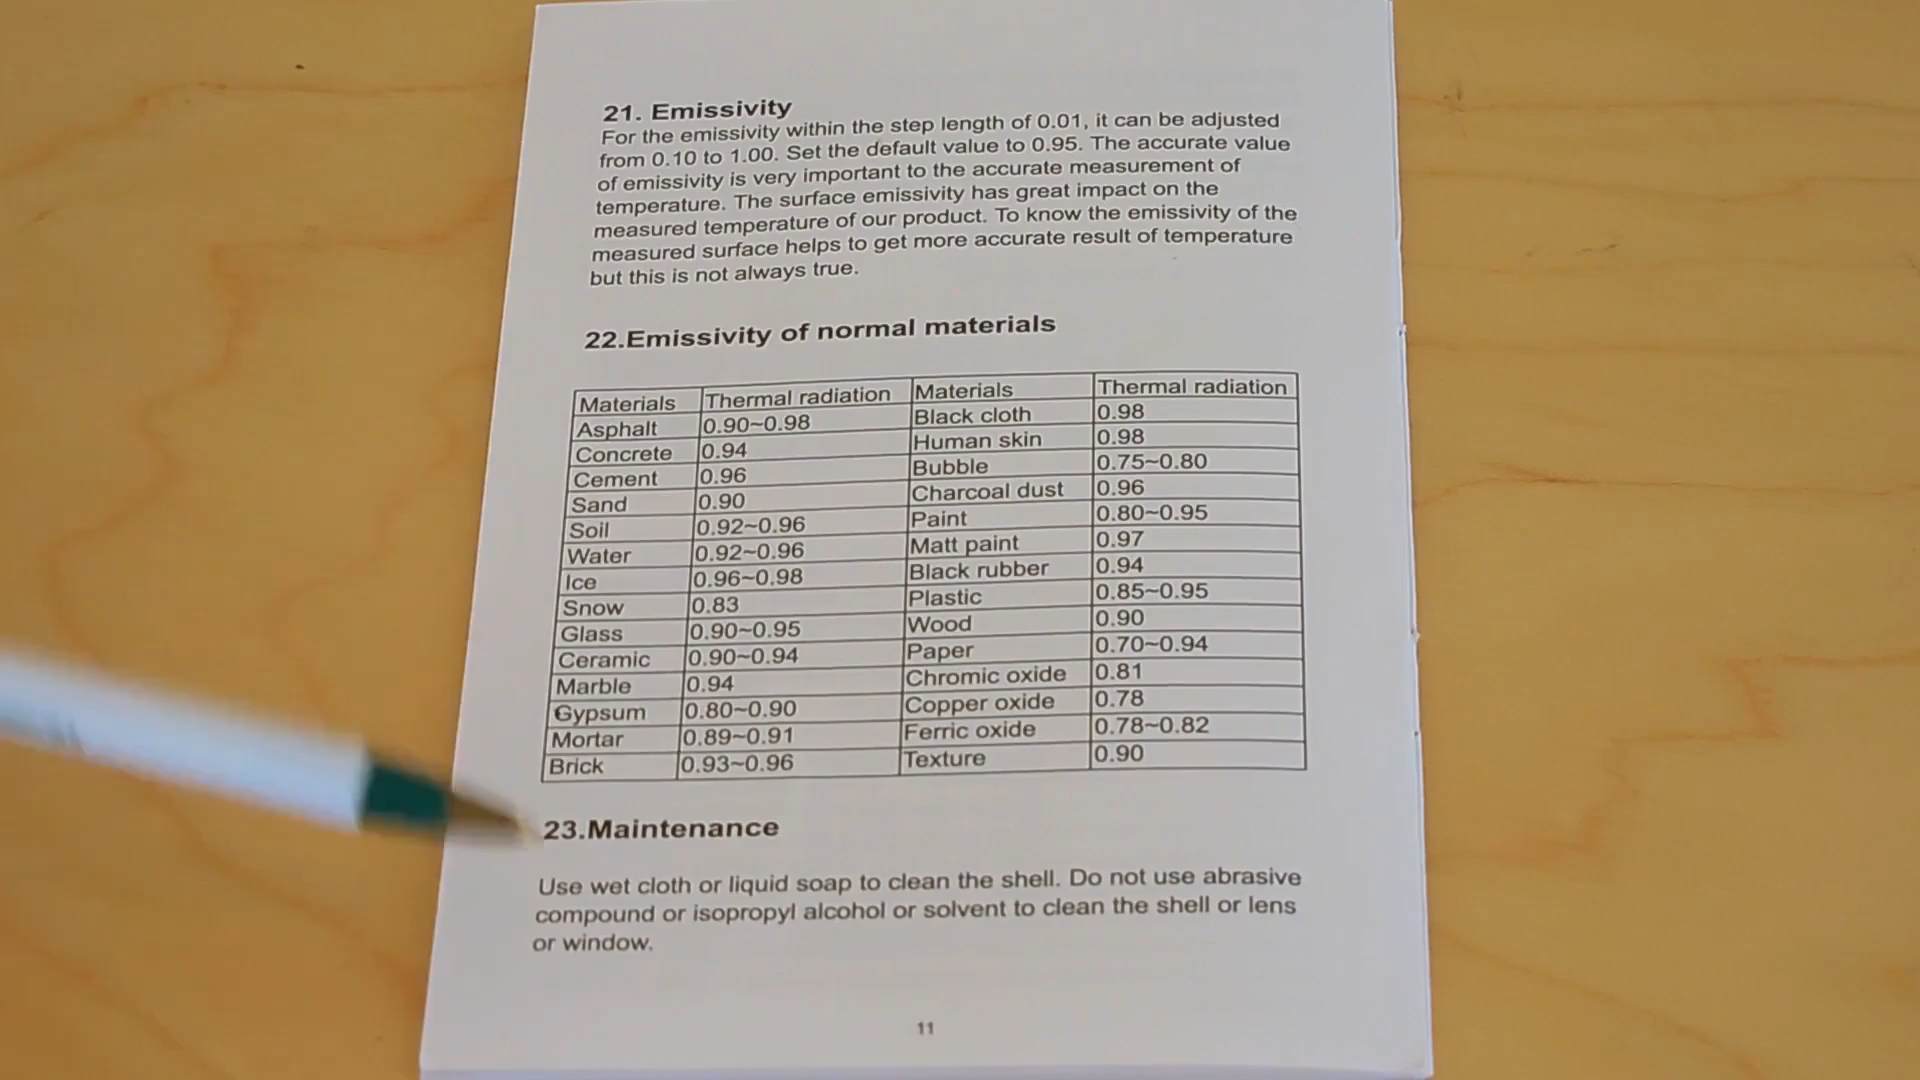 21. Emissivity
For the emissivity within the step length of 0.01, it can be adjusted
from 0.10 to 1.00. Set the default value to 0.95. The accurate value
of emissivity is very important to the accurate measurement of
temperature. The surface emissivity has great impact on the
measured temperature of our product. To know the emissivity of the
measured surface helps to get more accurate result of temperature
but this is not always true.
22.Emissivity of normal materials
Materials Thermal radiation Materials Thermal radiation
Asphalt 0.90~0.98 Black cloth 0.98
Concrete 0.94 Human skin 0.98
Cement 0.96 Bubble 0.75~0.80
Sand 0.90 Charcoal dust 0.96
Soil 0.92~0.96 Paint 0.80~0.95
Water 0.92~0.96 Matt paint 0.97
Ice 0.96~0.98 Black rubber 0.94
Snow 0.83 Plastic 0.85~0.95
Glass 0.90~0.95 Wood 0.90
Ceramic 0.90~0.94 Paper 0.70~0.94
Marble 0.94 Chromic oxide 0.81
Gypsum 0.80~0.90 Copper oxide 0.78
Mortar 0.89~0.91 Ferric oxide 0.78~0.82
Brick 0.93~0.96 Texture 0.90
23.Maintenance
Use wet cloth or liquid soap to clean the shell. Do not use abrasive
compound or isopropyl alcohol or solvent to clean the shell or lens
or window.
11